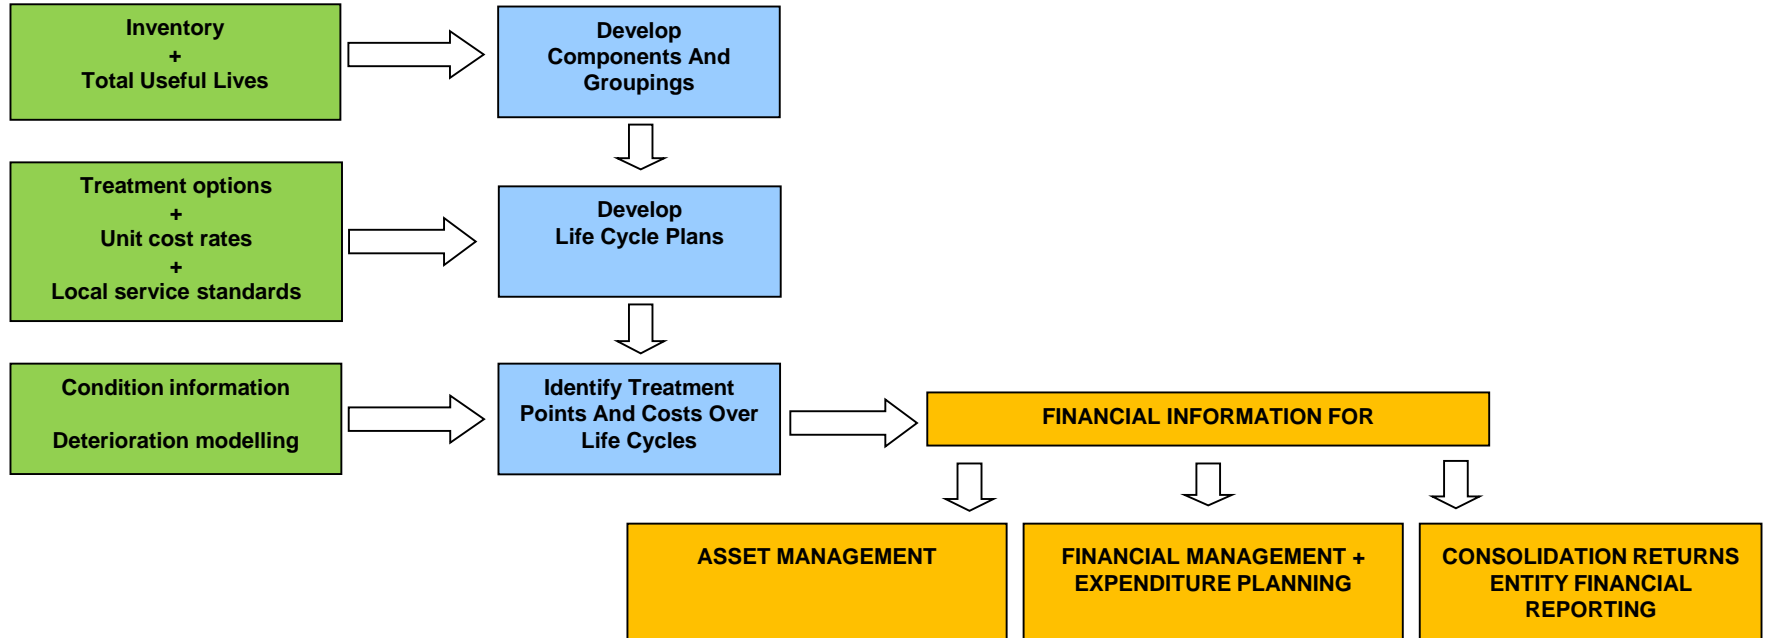 Inventory
+
Total Useful Lives
Develop
Components And
Groupings
Treatment options
+
Unit cost rates
+
Local service standards
Develop
Life Cycle Plans
Condition information
Deterioration modelling
Identify Treatment
Points And Costs Over
Life Cycles
FINANCIAL INFORMATION FOR
ASSET MANAGEMENT
FINANCIAL MANAGEMENT +
EXPENDITURE PLANNING
CONSOLIDATION RETURNS
ENTITY FINANCIAL
REPORTING